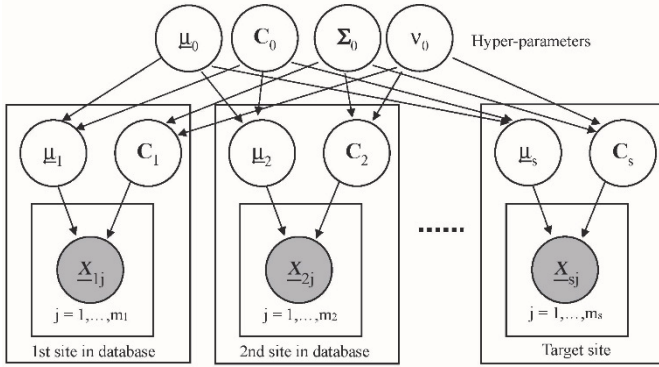 μ₀ C₀ Σ₀ ν₀ Hyper-parameters
μ₁ C₁ μ₂ C₂ μₛ Cₛ
......
X₁ⱼ X₂ⱼ Xₛⱼ
j = 1,...,m₁ j = 1,...,m₂ j = 1,...,mₛ
1st site in database 2nd site in database Target site